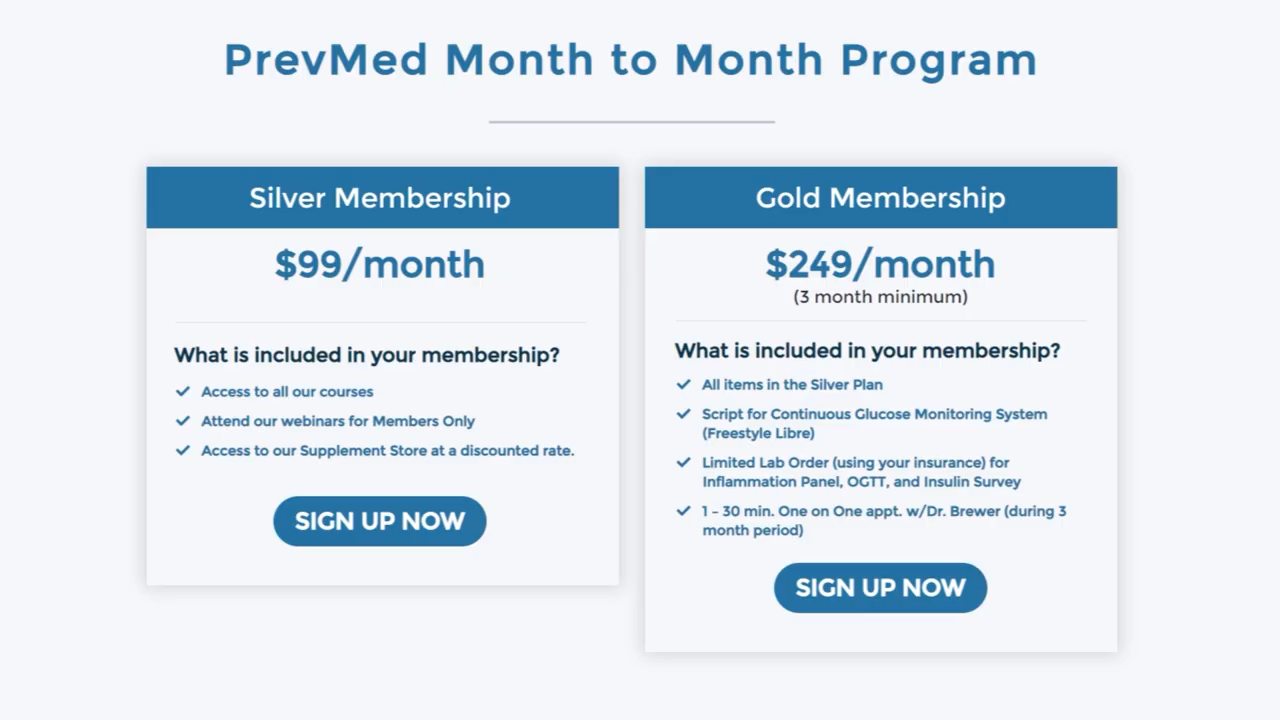 PrevMed Month to Month Program
Silver Membership
$99/month
What is included in your membership?
Access to all our courses
Attend our webinars for Members Only
Access to our Supplement Store at a discounted rate.
SIGN UP NOW
Gold Membership
$249/month
(3 month minimum)
What is included in your membership?
All items in the Silver Plan
Script for Continuous Glucose Monitoring System
(Freestyle Libre)
Limited Lab Order (using your insurance) for
Inflammation Panel, OGTT, and Insulin Survey
1 - 30 min. One on One appt. w/Dr. Brewer (during 3
month period)
SIGN UP NOW